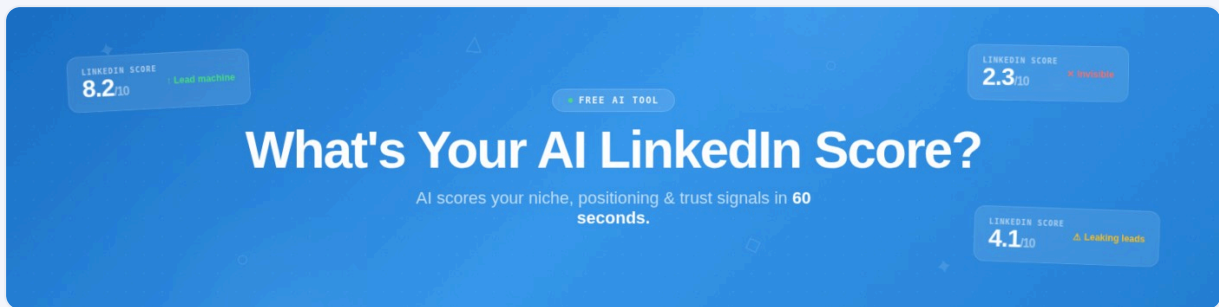 LINKEDIN SCORE
8.2/10
↑ Lead machine
LINKEDIN SCORE
2.3/10
✕ Invisible
FREE AI TOOL
What's Your AI LinkedIn Score?
AI scores your niche, positioning & trust signals in 60
seconds.
LINKEDIN SCORE
4.1/10
⚠ Leaking leads